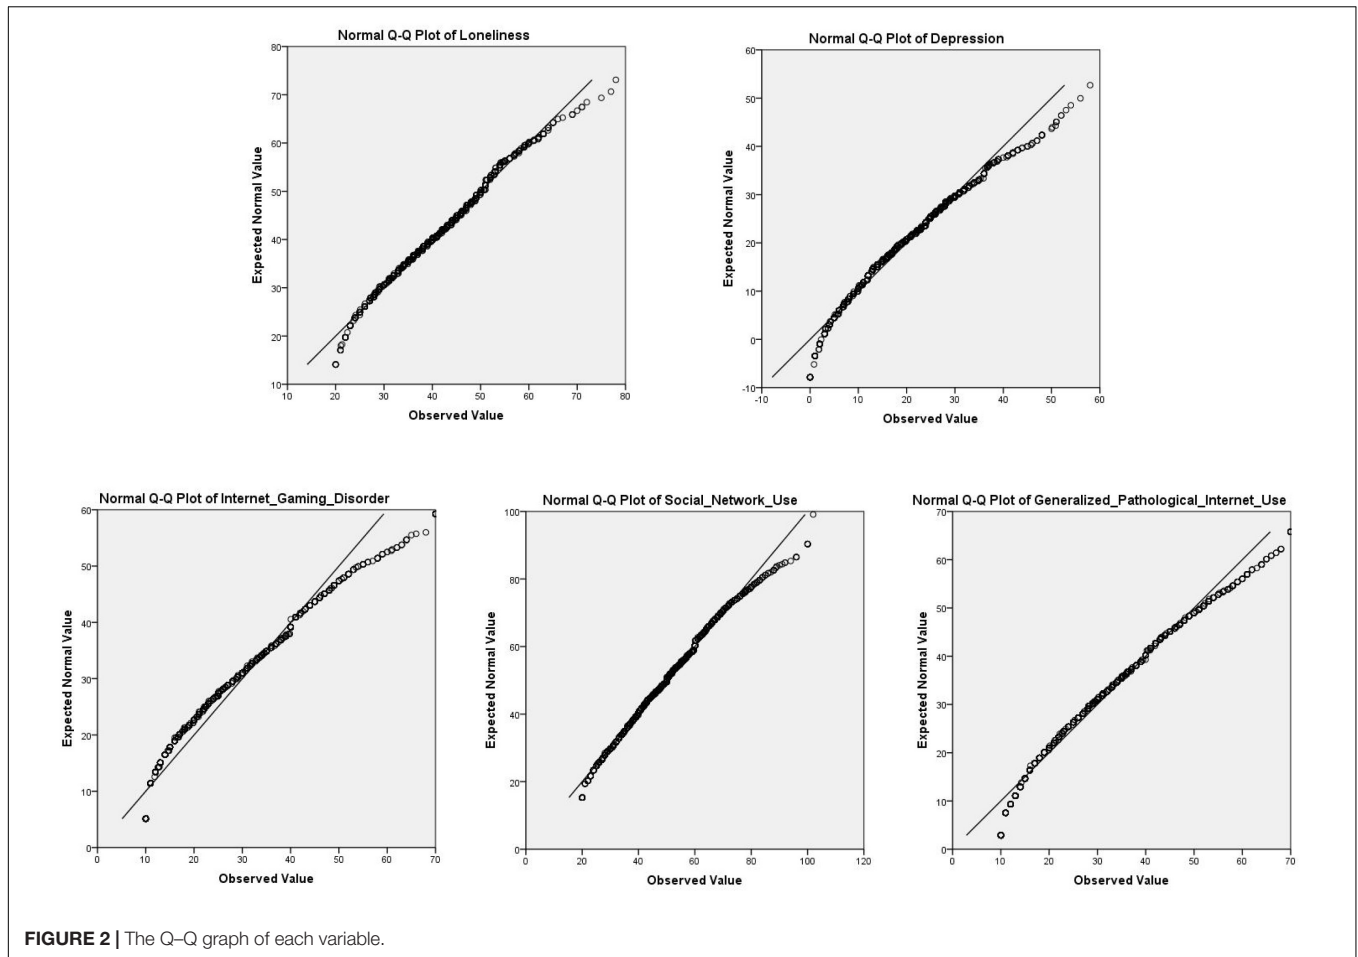 Normal Q-Q Plot of Loneliness
80
70
60
50
40
30
20
10
Expected Normal Value
10 20 30 40 50 60 70 80
Observed Value
Normal Q-Q Plot of Depression
60
50
40
30
20
10
0
-10
Expected Normal Value
-10 0 10 20 30 40 50 60
Observed Value
Normal Q-Q Plot of Internet_Gaming_Disorder
60
50
40
30
20
10
0
Expected Normal Value
0 10 20 30 40 50 60 70
Observed Value
Normal Q-Q Plot of Social_Network_Use
100
80
60
40
20
0
Expected Normal Value
0 20 40 60 80 100 120
Observed Value
Normal Q-Q Plot of Generalized_Pathological_Internet_Use
70
60
50
40
30
20
10
0
Expected Normal Value
0 10 20 30 40 50 60 70
Observed Value
FIGURE 2 | The Q–Q graph of each variable.